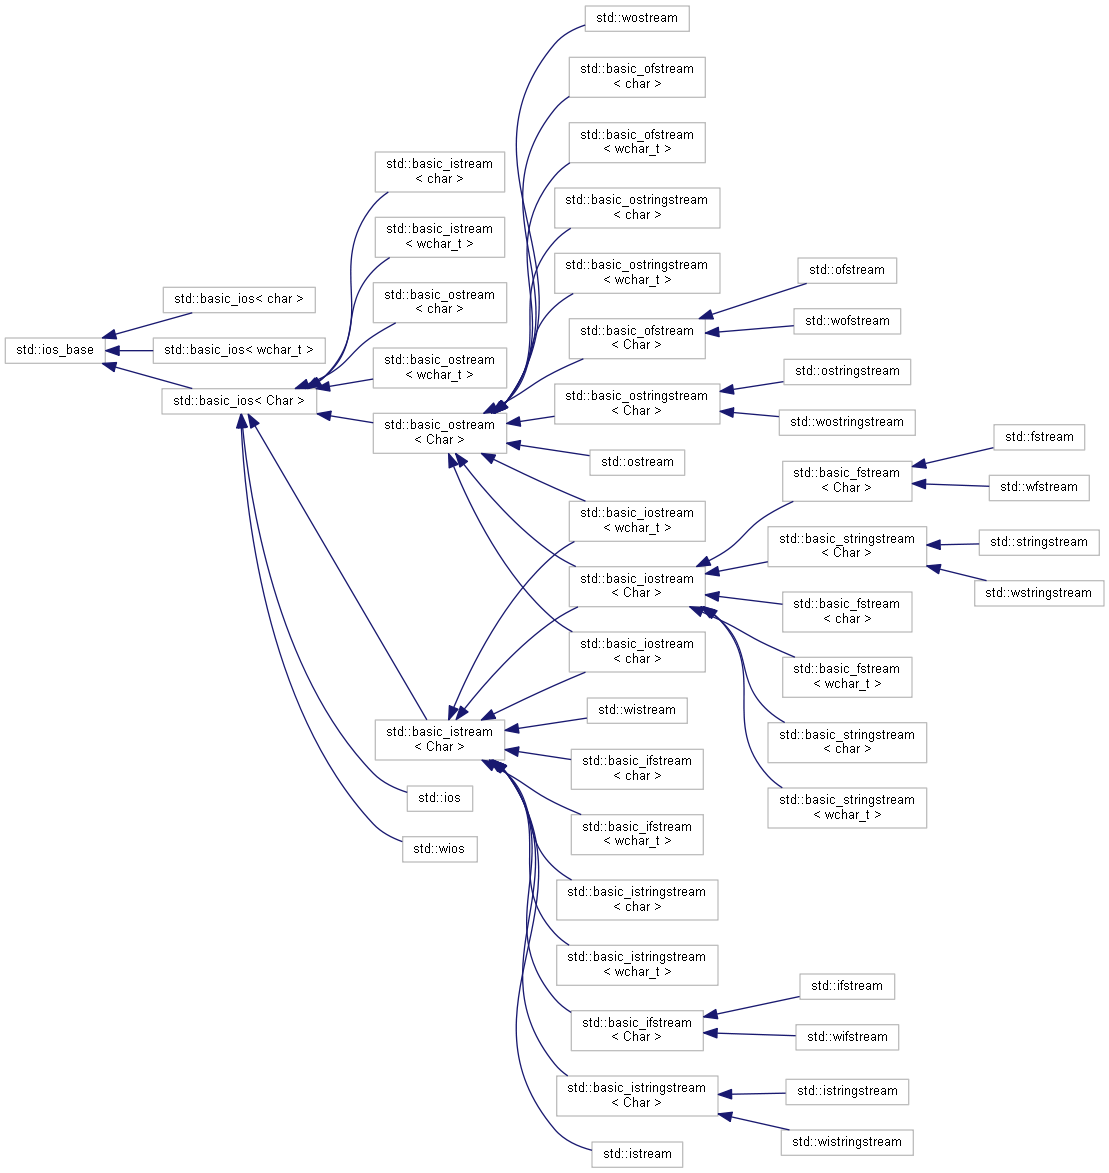 std::ios_base
std::basic_ios< char >
std::basic_ios< wchar_t >
std::basic_ios< Char >
std::basic_istream
< char >
std::basic_istream
< wchar_t >
std::basic_ostream
< char >
std::basic_ostream
< wchar_t >
std::basic_ostream
< Char >
std::basic_istream
< Char >
std::ios
std::wios
std::wostream
std::basic_ofstream
< char >
std::basic_ofstream
< wchar_t >
std::basic_ostringstream
< char >
std::basic_ostringstream
< wchar_t >
std::basic_ofstream
< Char >
std::basic_ostringstream
< Char >
std::ostream
std::basic_iostream
< wchar_t >
std::basic_iostream
< Char >
std::basic_iostream
< char >
std::wistream
std::basic_ifstream
< char >
std::basic_ifstream
< wchar_t >
std::basic_istringstream
< char >
std::basic_istringstream
< wchar_t >
std::basic_ifstream
< Char >
std::basic_istringstream
< Char >
std::istream
std::ofstream
std::wofstream
std::ostringstream
std::wostringstream
std::basic_fstream
< Char >
std::basic_stringstream
< Char >
std::basic_fstream
< char >
std::basic_fstream
< wchar_t >
std::basic_stringstream
< char >
std::basic_stringstream
< wchar_t >
std::ifstream
std::wifstream
std::istringstream
std::wistringstream
std::fstream
std::wfstream
std::stringstream
std::wstringstream